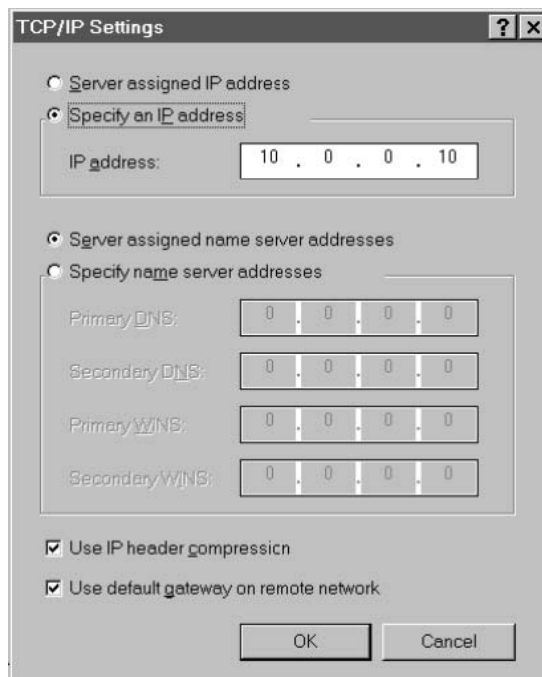 TCP/IP Settings
Server assigned IP address
Specify an IP address
IP address: 10 . 0 . 0 . 10
Server assigned name server addresses
Specify name server addresses
Primary DNS: 0 . 0 . 0 . 0
Secondary DNS: 0 . 0 . 0 . 0
Primary WINS: 0 . 0 . 0 . 0
Secondary WINS: 0 . 0 . 0 . 0
Use IP header compression
Use default gateway on remote network
OK Cancel